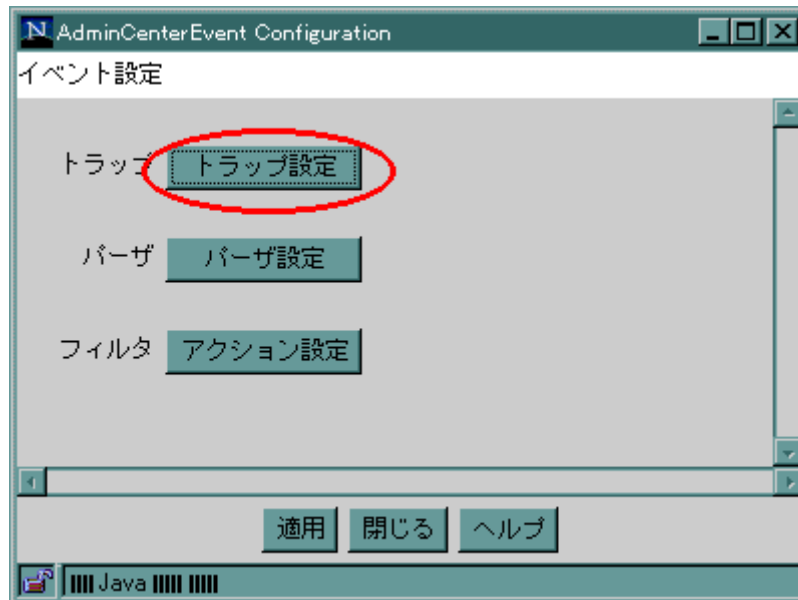 N AdminCenterEvent Configuration
イベント設定
トラップ トラップ設定
パーザ パーザ設定
フィルタ アクション設定
適用 閉じる ヘルプ
Java